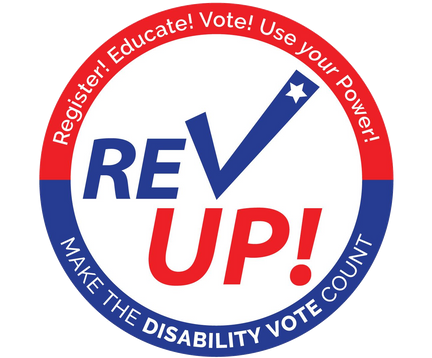 Register! Educate! Vote! Use your Power!
REV
UP!
MAKE THE DISABILITY VOTE COUNT